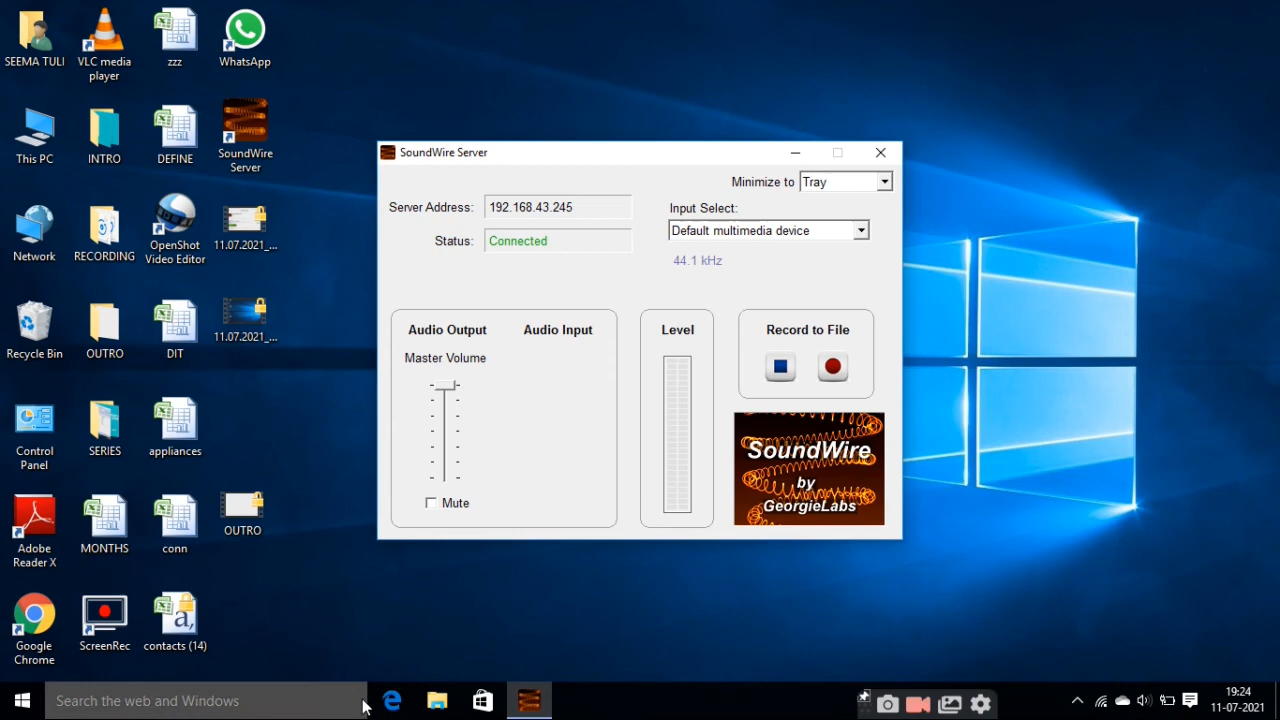 SEEMA TULI
VLC media
player
zzz
WhatsApp
This PC
INTRO
DEFINE
SoundWire
Server
Network
RECORDING
OpenShot
Video Editor
11.07.2021_...
Recycle Bin
OUTRO
DIT
11.07.2021_...
Control
Panel
SERIES
appliances
Adobe
Reader X
MONTHS
conn
OUTRO
Google
Chrome
ScreenRec
contacts (14)
SoundWire Server
Minimize to Tray
Server Address: 192.168.43.245
Input Select:
Status: Connected
Default multimedia device
44.1 kHz
Audio Output Audio Input
Level
Record to File
Master Volume
Mute
SoundWire
by
GeorgieLabs
Search the web and Windows
19:24
11-07-2021